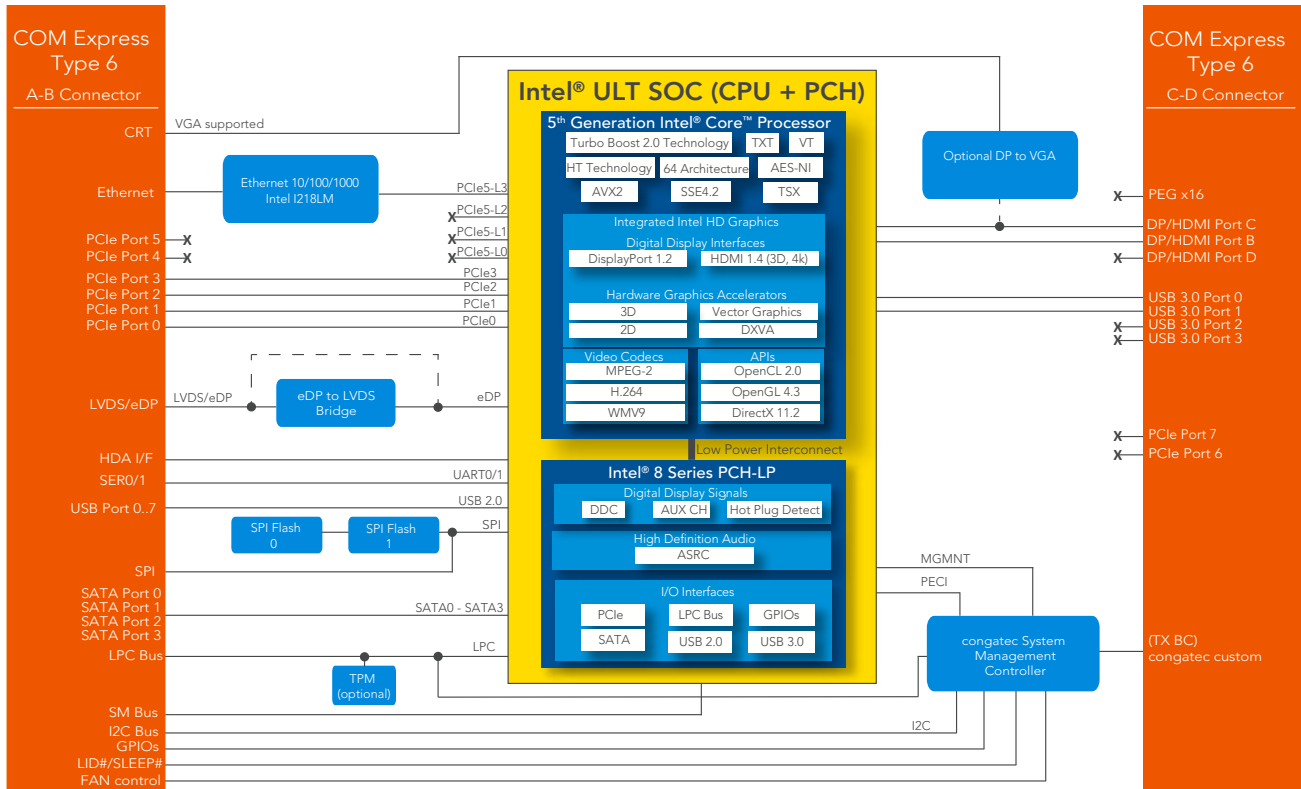 COM Express
Type 6
A-B Connector
CRT
Ethernet
PCIe Port 5
PCIe Port 4
PCIe Port 3
PCIe Port 2
PCIe Port 1
PCIe Port 0
LVDS/eDP
HDA I/F
SER0/1
USB Port 0..7
SPI
SATA Port 0
SATA Port 1
SATA Port 2
SATA Port 3
LPC Bus
SM Bus
I2C Bus
GPIOs
LID#/SLEEP#
FAN control
VGA supported
Ethernet 10/100/1000
Intel I218LM
X
X
PCIe5-L3
X PCIe5-L2
X PCIe5-L1
X PCIe5-L0
PCIe3
PCIe2
PCIe1
PCIe0
LVDS/eDP
eDP to LVDS
Bridge
eDP
UART0/1
USB 2.0
SPI Flash
0
SPI Flash
1
SPI
SATA0 - SATA3
LPC
TPM
(optional)
Intel® ULT SOC (CPU + PCH)
5th Generation Intel® Core™ Processor
Turbo Boost 2.0 Technology TXT VT
HT Technology 64 Architecture AES-NI
AVX2 SSE4.2 TSX
Integrated Intel HD Graphics
Digital Display Interfaces
DisplayPort 1.2 HDMI 1.4 (3D, 4k)
Hardware Graphics Accelerators
3D Vector Graphics
2D DXVA
Video Codecs
MPEG-2
H.264
WMV9
APIs
OpenCL 2.0
OpenGL 4.3
DirectX 11.2
Low Power Interconnect
Intel® 8 Series PCH-LP
Digital Display Signals
DDC AUX CH Hot Plug Detect
High Definition Audio
ASRC
I/O Interfaces
PCIe LPC Bus GPIOs
SATA USB 2.0 USB 3.0
Optional DP to VGA
MGMNT
PECI
congatec System
Management
Controller
I2C
COM Express
Type 6
C-D Connector
X PEG x16
DP/HDMI Port C
DP/HDMI Port B
X DP/HDMI Port D
USB 3.0 Port 0
USB 3.0 Port 1
X USB 3.0 Port 2
X USB 3.0 Port 3
X PCIe Port 7
X PCIe Port 6
(TX BC)
congatec custom